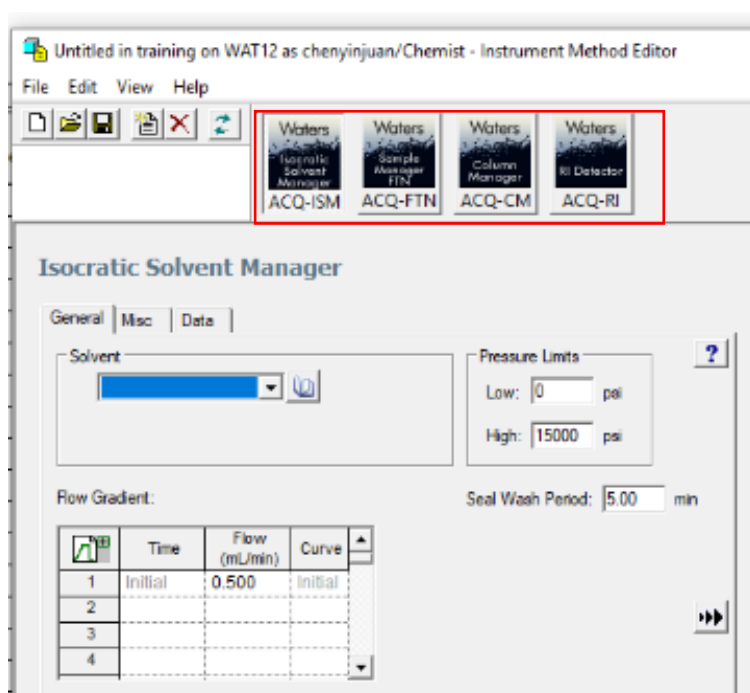 Untitled in training on WAT12 as chenyinjuan/Chemist - Instrument Method Editor
File Edit View Help
Waters Waters Waters Waters
Isocratic Solvent Manager
Sample Manager FTN
Column Manager
RI Detector
ACQ-ISM ACQ-FTN ACQ-CM ACQ-RI
Isocratic Solvent Manager
General Misc Data
Solvent
Pressure Limits
?
Low: 0 psi
High: 15000 psi
Flow Gradient:
Seal Wash Period: 5.00 min
Time Flow (mL/min) Curve
1 Initial 0.500 Initial
2
3
4